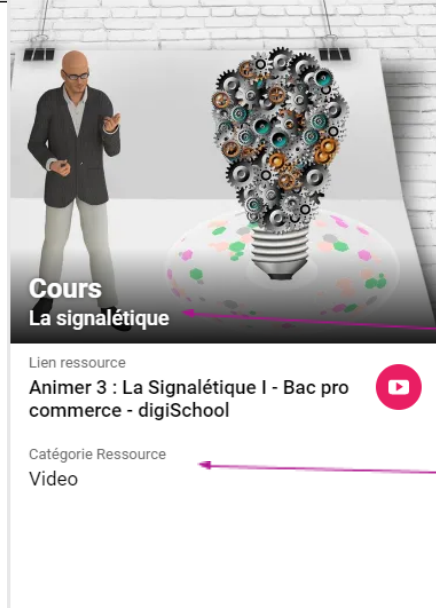 Cours
La signalétique
Lien ressource
Animer 3 : La Signalétique I - Bac pro
commerce - digiSchool
Catégorie Ressource
Video